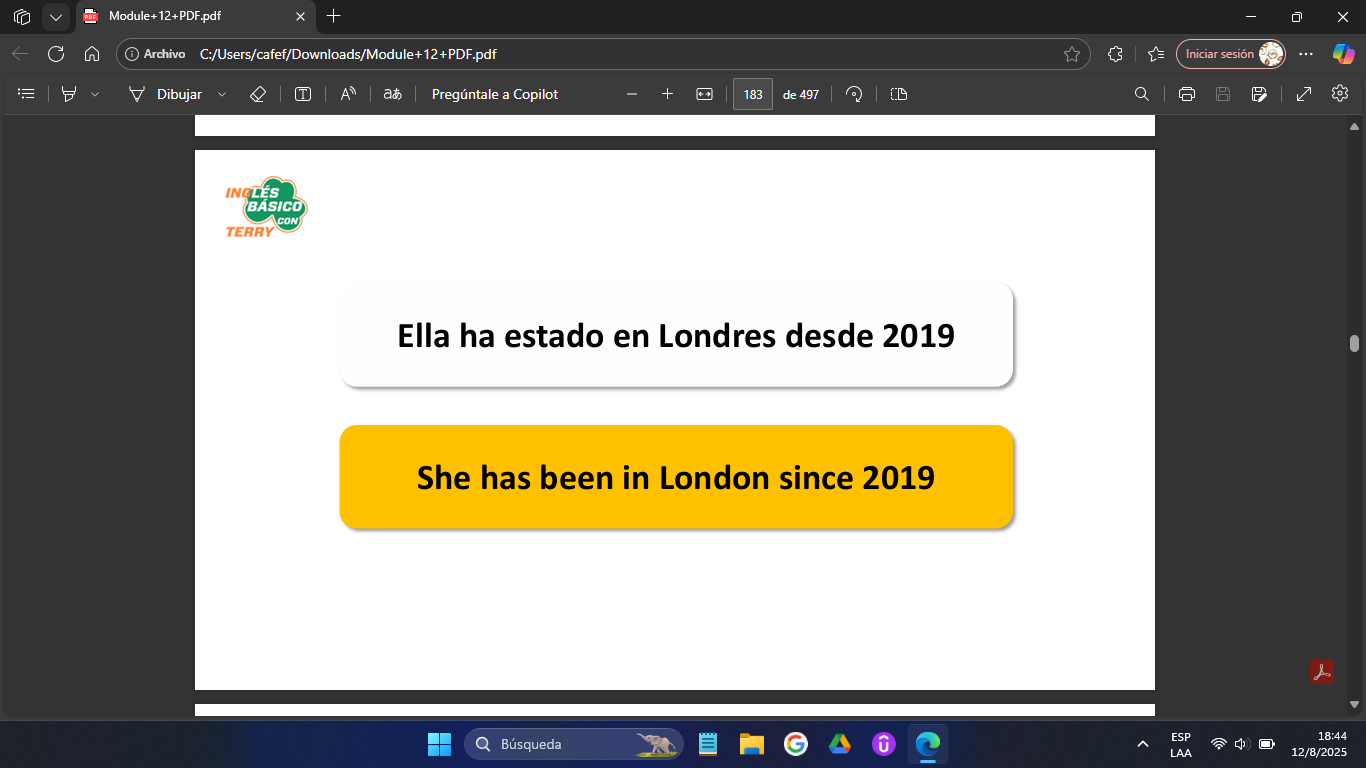 Module+12+PDF.pdf
Archivo C:/Users/cafef/Downloads/Module+12+PDF.pdf Iniciar sesión
Dibujar Pregúntale a Copilot 183 de 497
INGLÉS
BÁSICO
CON
TERRY
Ella ha estado en Londres desde 2019
She has been in London since 2019
Búsqueda
ESP
LAA
18:44
12/8/2025